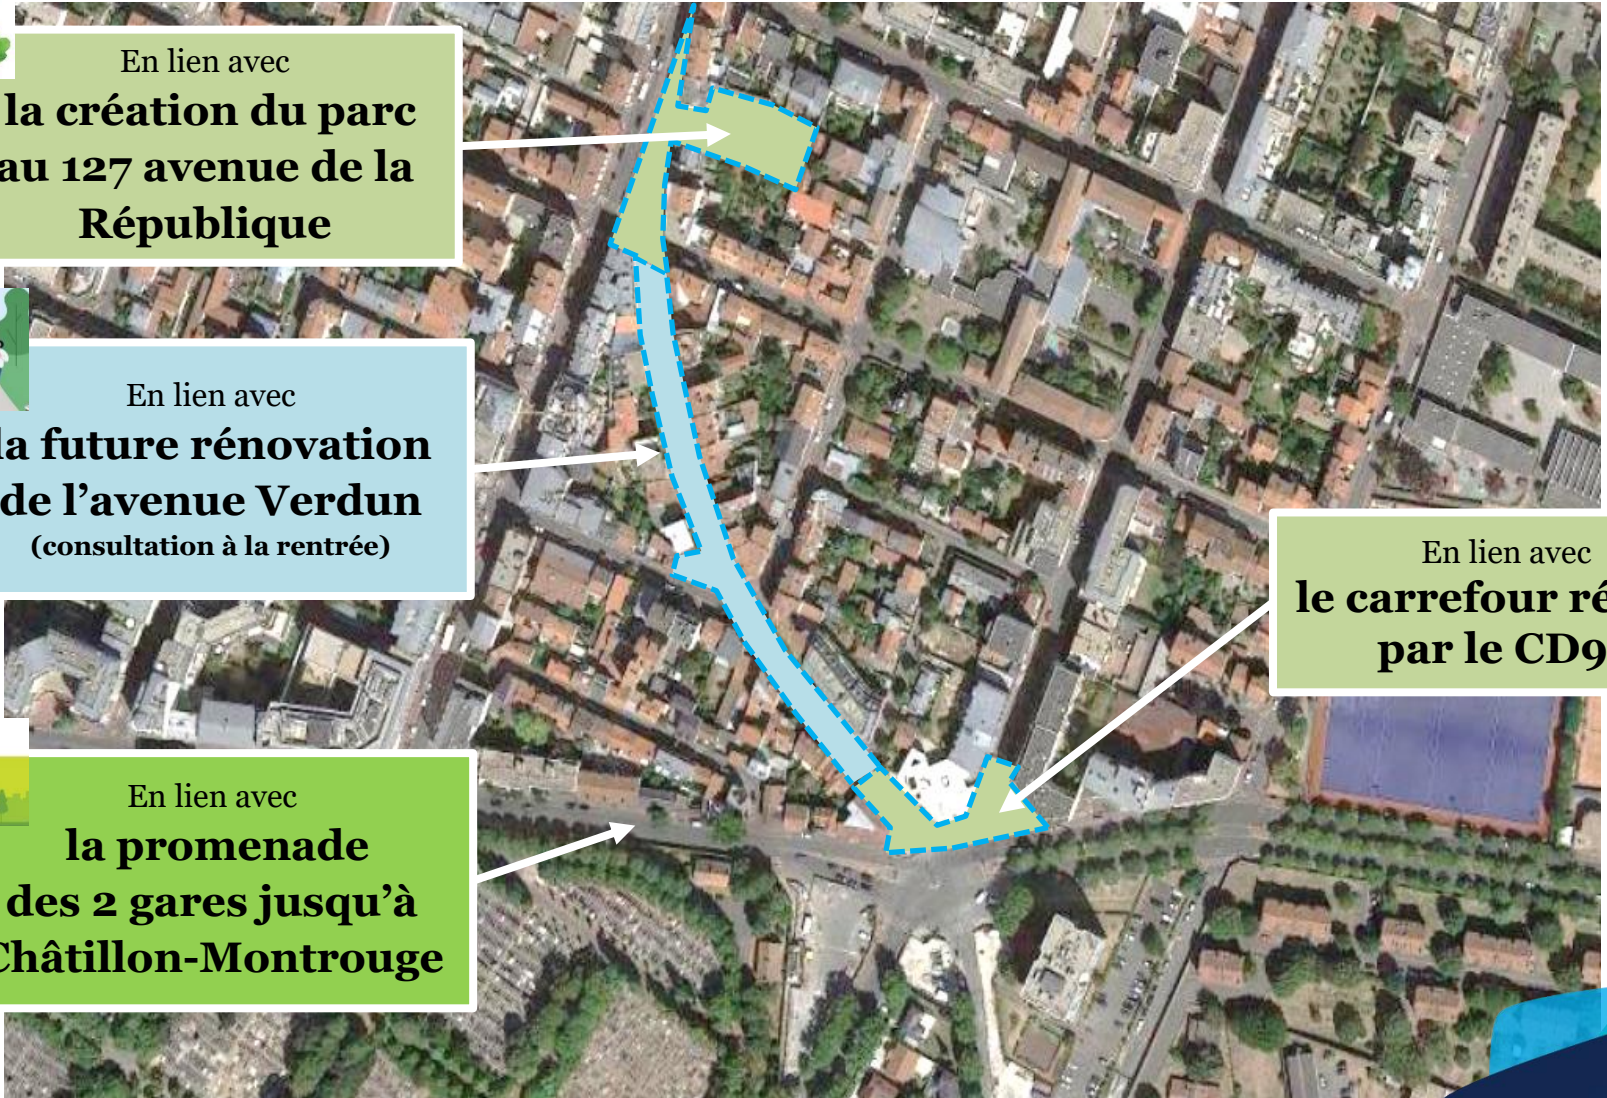 En lien avec
la création du parc
au 127 avenue de la
République
En lien avec
la future rénovation
de l’avenue Verdun
(consultation à la rentrée)
En lien avec
le carrefour
par le
En lien avec
la promenade
des 2 gares jusqu’à
Châtillon-Montrouge